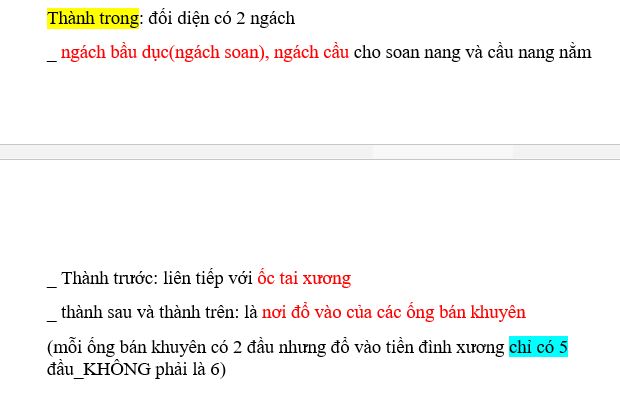 Thành trong: đối diện có 2 ngách
_ ngách bầu dục(ngách soan), ngách cầu cho soan nang và cầu nang nằm
_ Thành trước: liên tiếp với ốc tai xương
_ thành sau và thành trên: là nơi đổ vào của các ống bán khuyên
(mỗi ống bán khuyên có 2 đầu nhưng đổ vào tiền đình xương chỉ có 5
đầu_KHÔNG phải là 6)